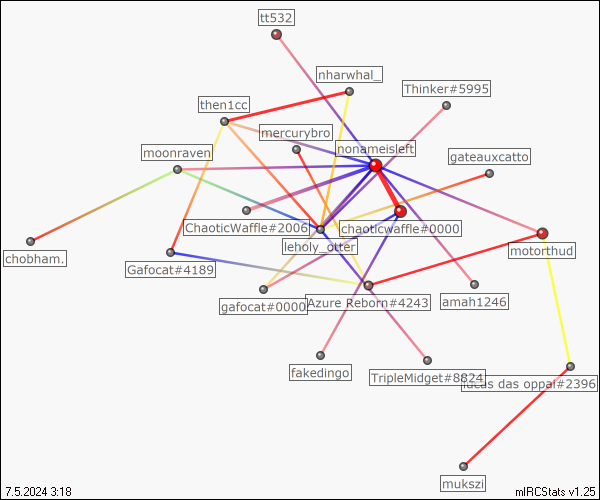 tt532
nharwhal_
Thinker#5995
then1cc
mercurybro
nonameisleft
moonraven
gateauxcatto
ChaoticWaffle#2006
chaoticwaffle#0000
leholy_otter
motorthud
chobham.
Gafocat#4189
gafocat#0000
Azure Reborn#4243
amah1246
fakedingo
TripleMidget#8824
lucas das oppai#2396
mukszi
7.5.2024 3:18
mIRCStats v1.25